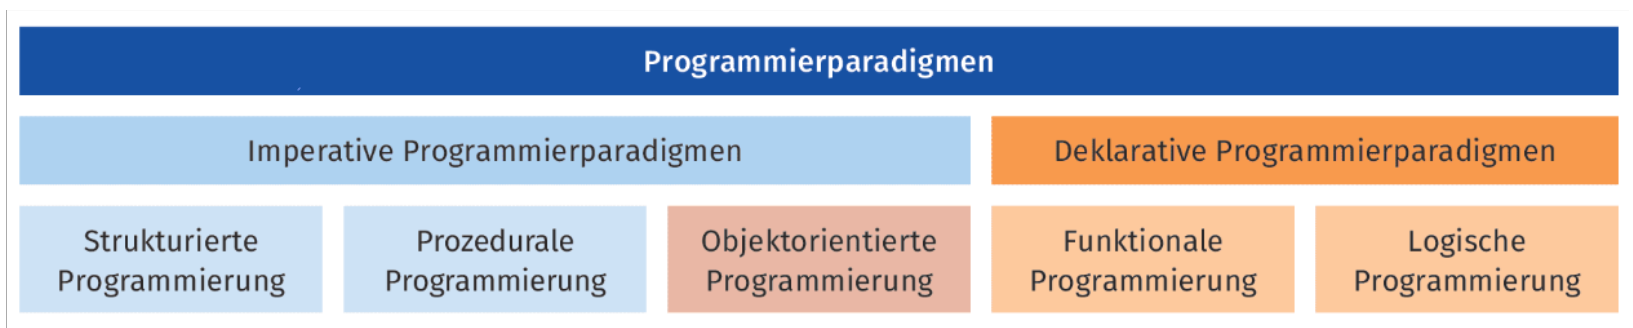 Programmierparadigmen
Imperative Programmierparadigmen
Deklarative Programmierparadigmen
Strukturierte
Programmierung
Prozedurale
Programmierung
Objektorientierte
Programmierung
Funktionale
Programmierung
Logische
Programmierung